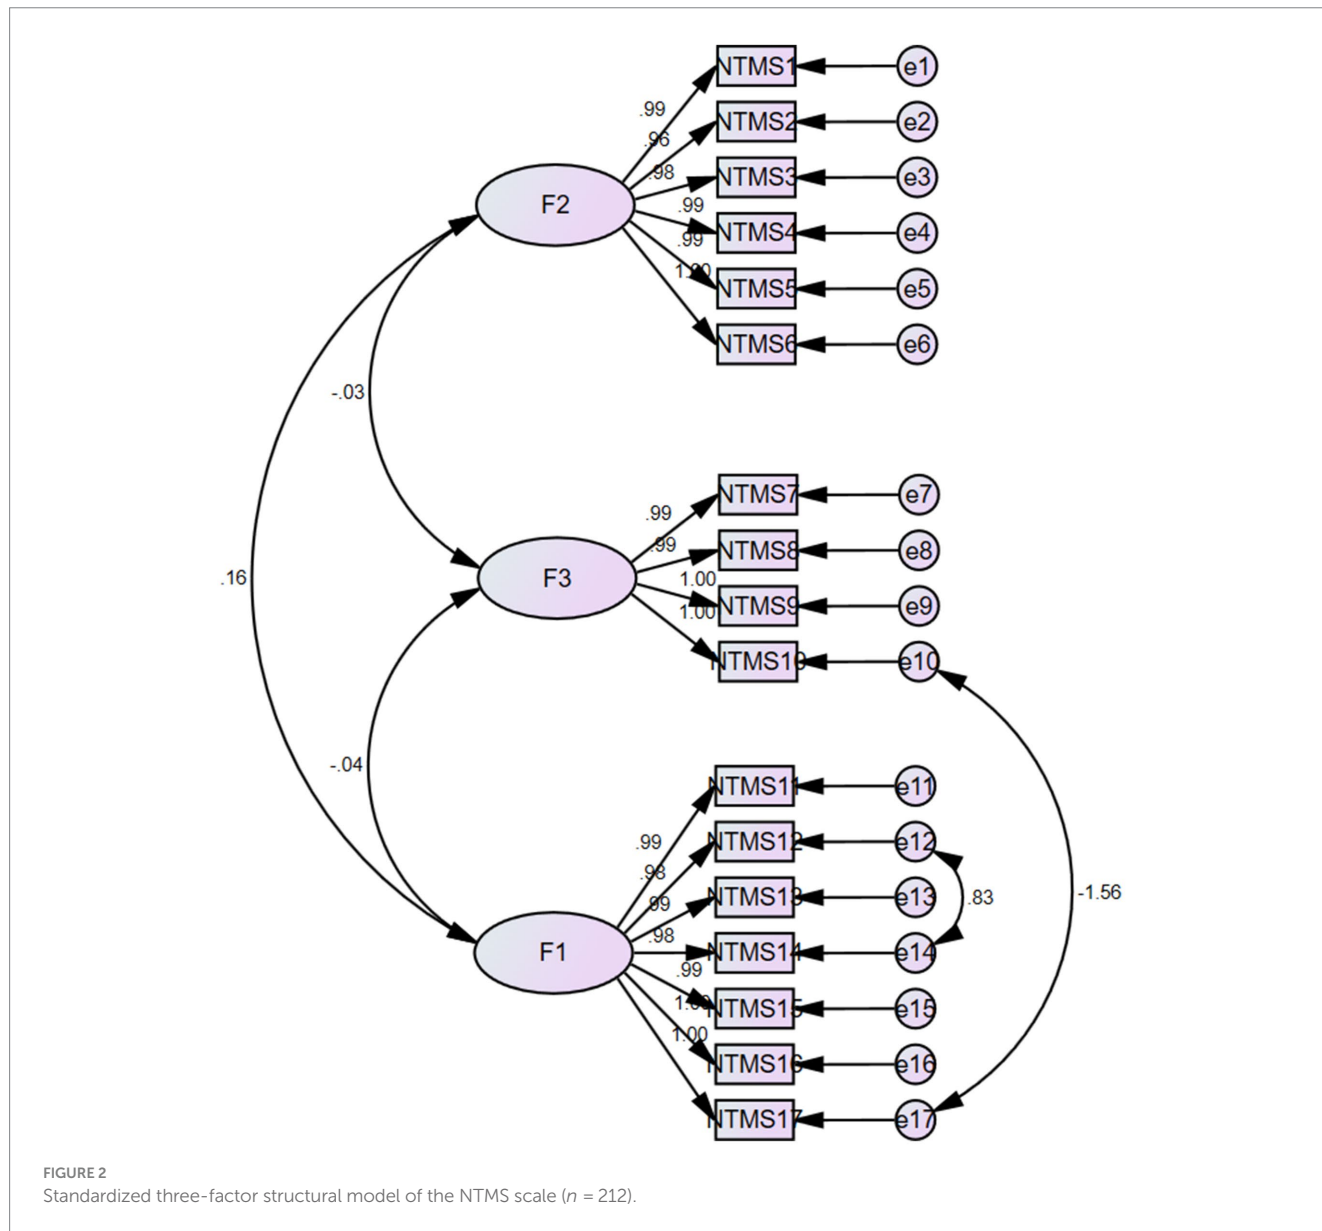 NTMS1
e1
.99
NTMS2
e2
.96
NTMS3
e3
.98
F2
.99
NTMS4
e4
.99
1.00
NTMS5
e5
NTMS6
e6
-.03
NTMS7
e7
.99
.99
NTMS8
e8
.16
F3
1.00
1.00
NTMS9
e9
NTMS10
e10
-.04
NTMS11
e11
.99
NTMS12
e12
.98
.99
NTMS13
e13
.83
-1.56
.98
F1
NTMS14
e14
.99
1.00
NTMS15
e15
1.00
NTMS16
e16
NTMS17
e17
FIGURE 2
Standardized three-factor structural model of the NTMS scale (n = 212).